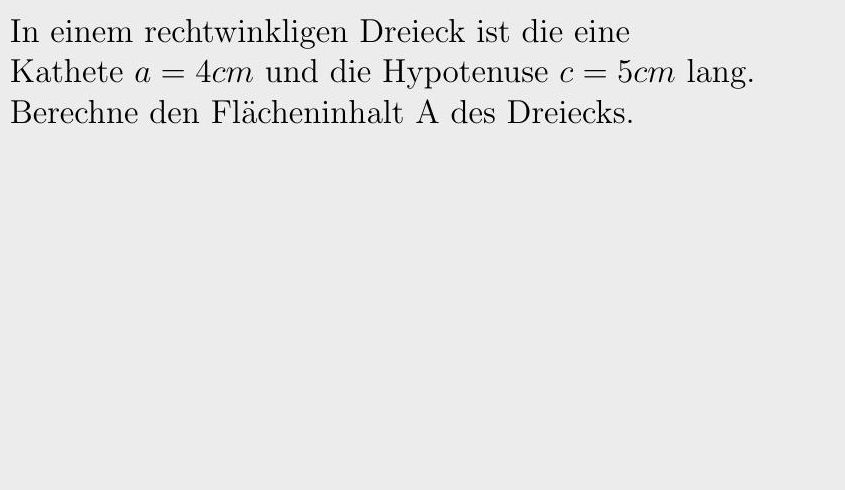 In einem rechtwinkligen Dreieck ist die eine
Kathete a = 4cm und die Hypotenuse c = 5cm lang.
Berechne den Flächeninhalt A des Dreiecks.